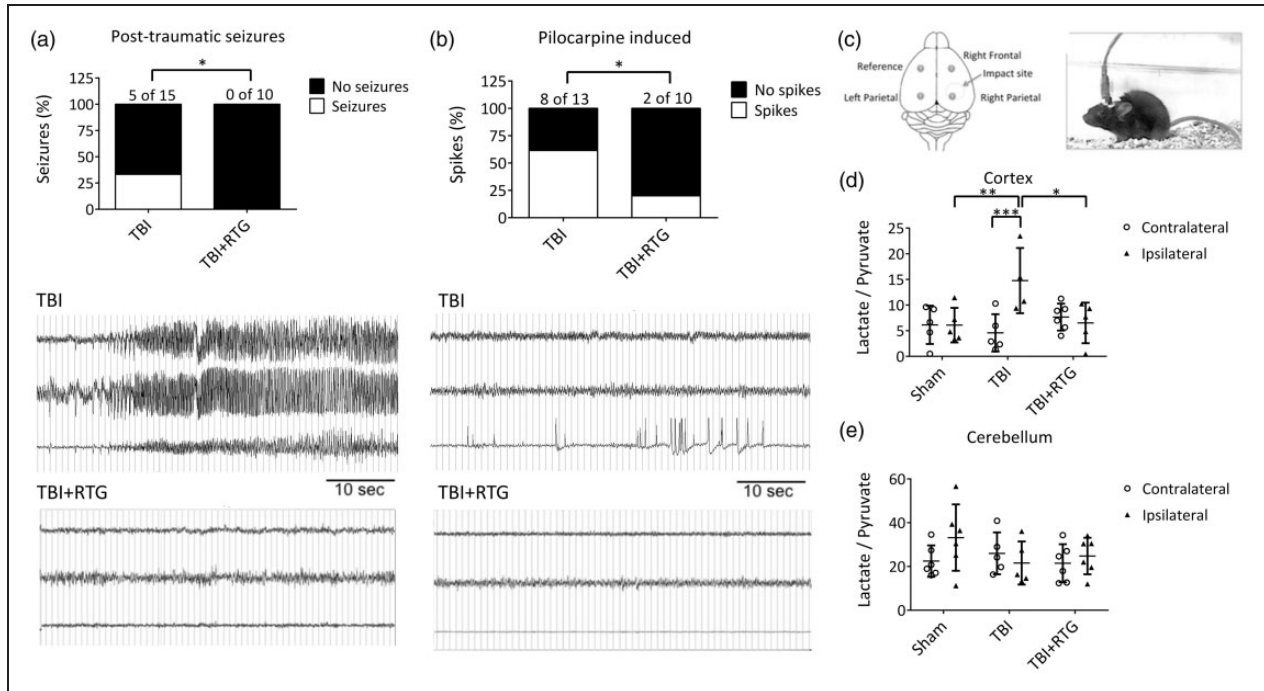 (a)
Post-traumatic seizures
*
No seizures
Seizures
5 of 15
0 of 10
Seizures (%)
125
100
75
50
25
0
TBI
TBI+RTG
TBI
10 sec
TBI+RTG
(b)
Pilocarpine induced
*
No spikes
Spikes
8 of 13
2 of 10
Spikes (%)
125
100
75
50
25
0
TBI
TBI+RTG
TBI
10 sec
TBI+RTG
(c)
Reference
Right Frontal
Impact site
Left Parietal
Right Parietal
(d)
Cortex
**
*
***
Contralateral
Ipsilateral
Lactate / Pyruvate
25
20
15
10
5
0
Sham
TBI
TBI+RTG
(e)
Cerebellum
Contralateral
Ipsilateral
Lactate / Pyruvate
60
40
20
0
Sham
TBI
TBI+RTG